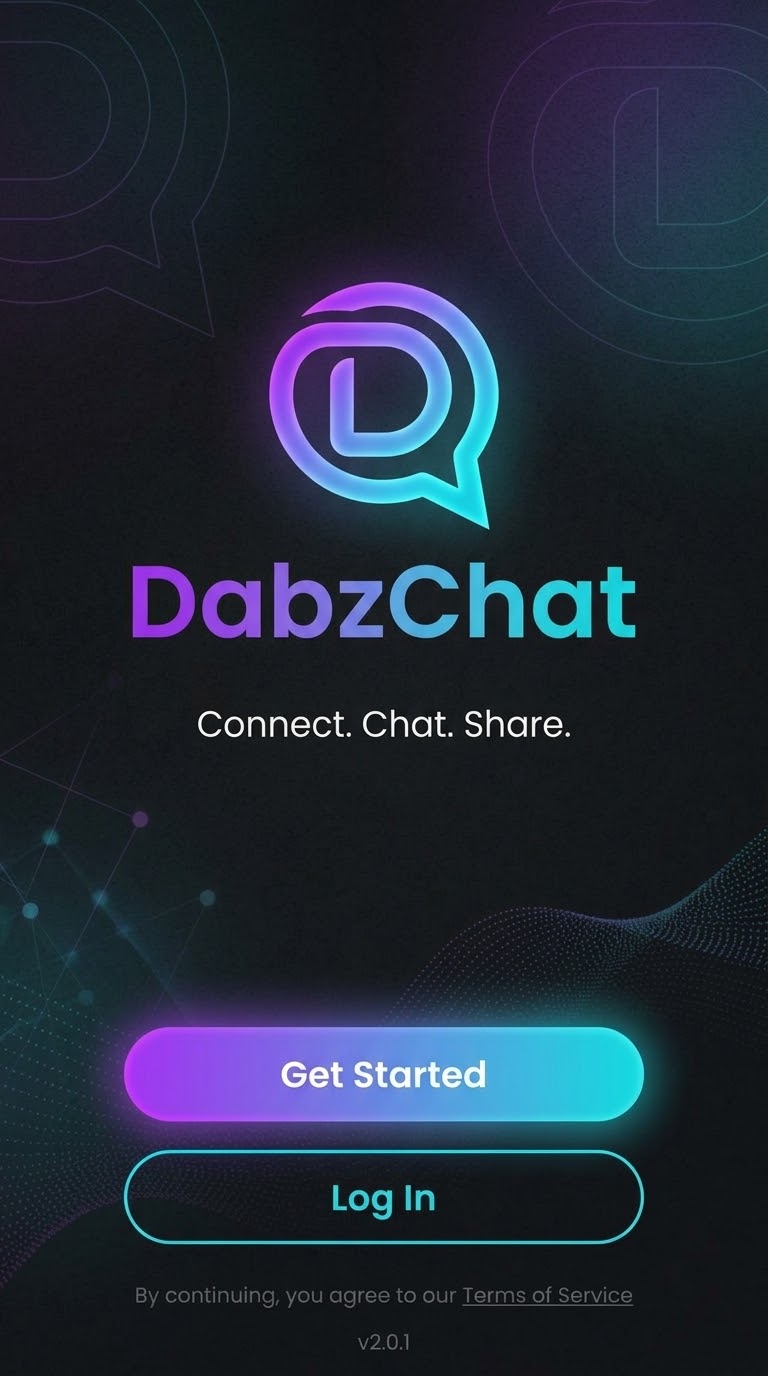 DabzChat
Connect. Chat. Share.
Get Started
Log In
By continuing, you agree to our Terms of Service
v2.0.1